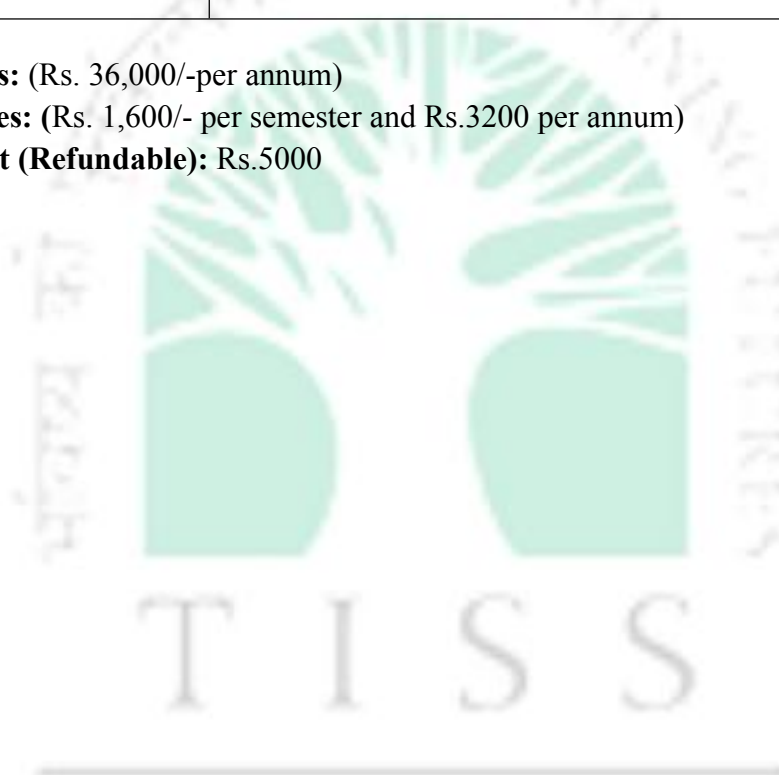 s: (Rs. 36,000/-per annum)
es: (Rs. 1,600/- per semester and Rs.3200 per annum)
t (Refundable): Rs.5000
T I S S